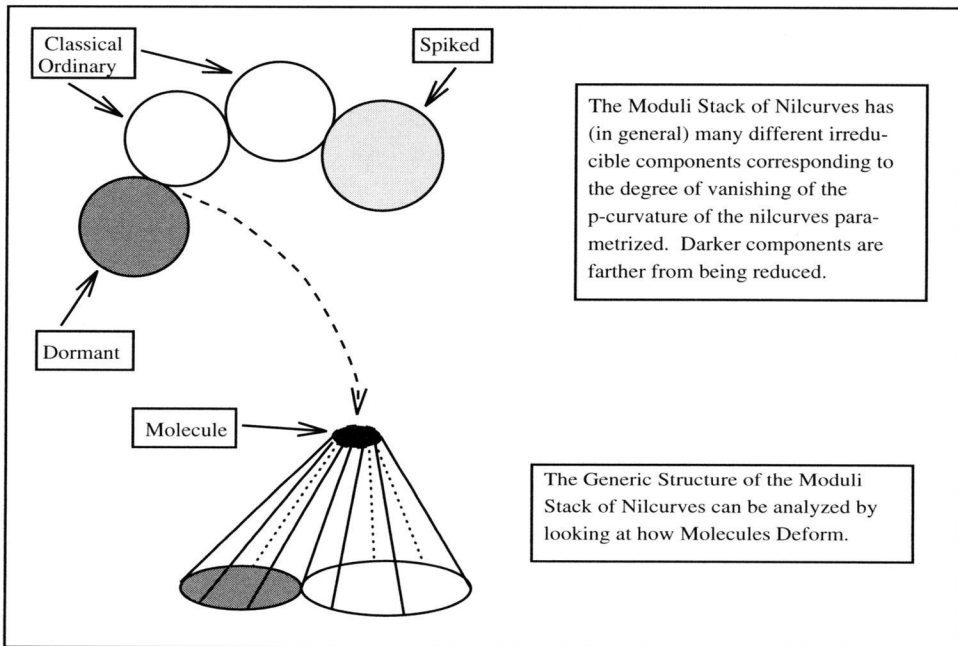 Classical
Ordinary
Spiked
The Moduli Stack of Nilcurves has
(in general) many different irredu-
cible components corresponding to
the degree of vanishing of the
p-curvature of the nilcurves para-
metrized. Darker components are
farther from being reduced.
Dormant
Molecule
The Generic Structure of the Moduli
Stack of Nilcurves can be analyzed by
looking at how Molecules Deform.